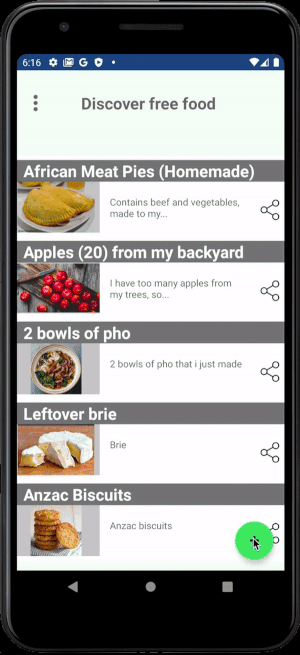 6:16
Discover free food
African Meat Pies (Homemade)
Contains beef and vegetables,
made to my...
Apples (20) from my backyard
I have too many apples from
my trees, so...
2 bowls of pho
2 bowls of pho that i just made
Leftover brie
Brie
Anzac Biscuits
Anzac biscuits